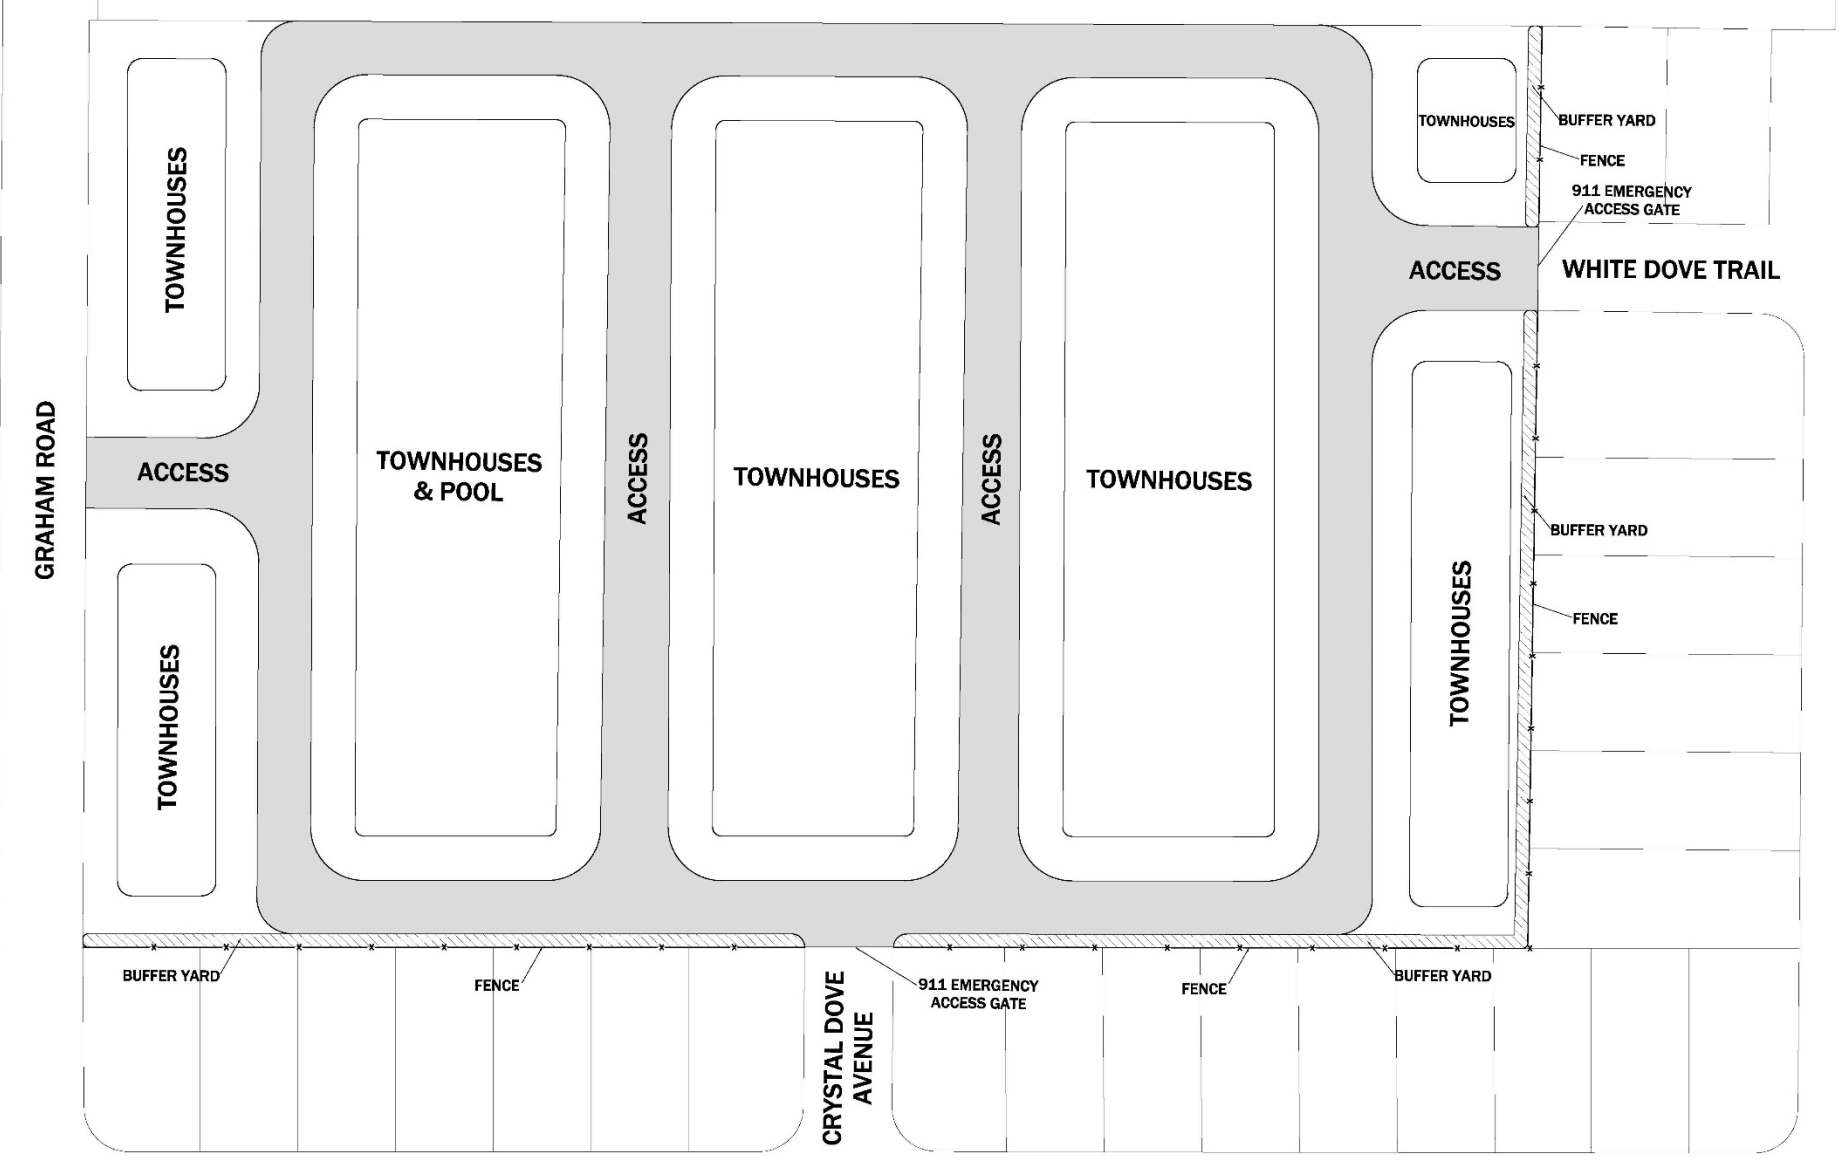 TOWNHOUSES
TOWNHOUSES
BUFFER YARD
FENCE
911 EMERGENCY
ACCESS GATE
ACCESS
WHITE DOVE TRAIL
GRAHAM ROAD
ACCESS
TOWNHOUSES
& POOL
ACCESS
TOWNHOUSES
ACCESS
TOWNHOUSES
BUFFER YARD
FENCE
TOWNHOUSES
TOWNHOUSES
BUFFER YARD
FENCE
911 EMERGENCY
ACCESS GATE
FENCE
BUFFER YARD
CRYSTAL DOVE
AVENUE